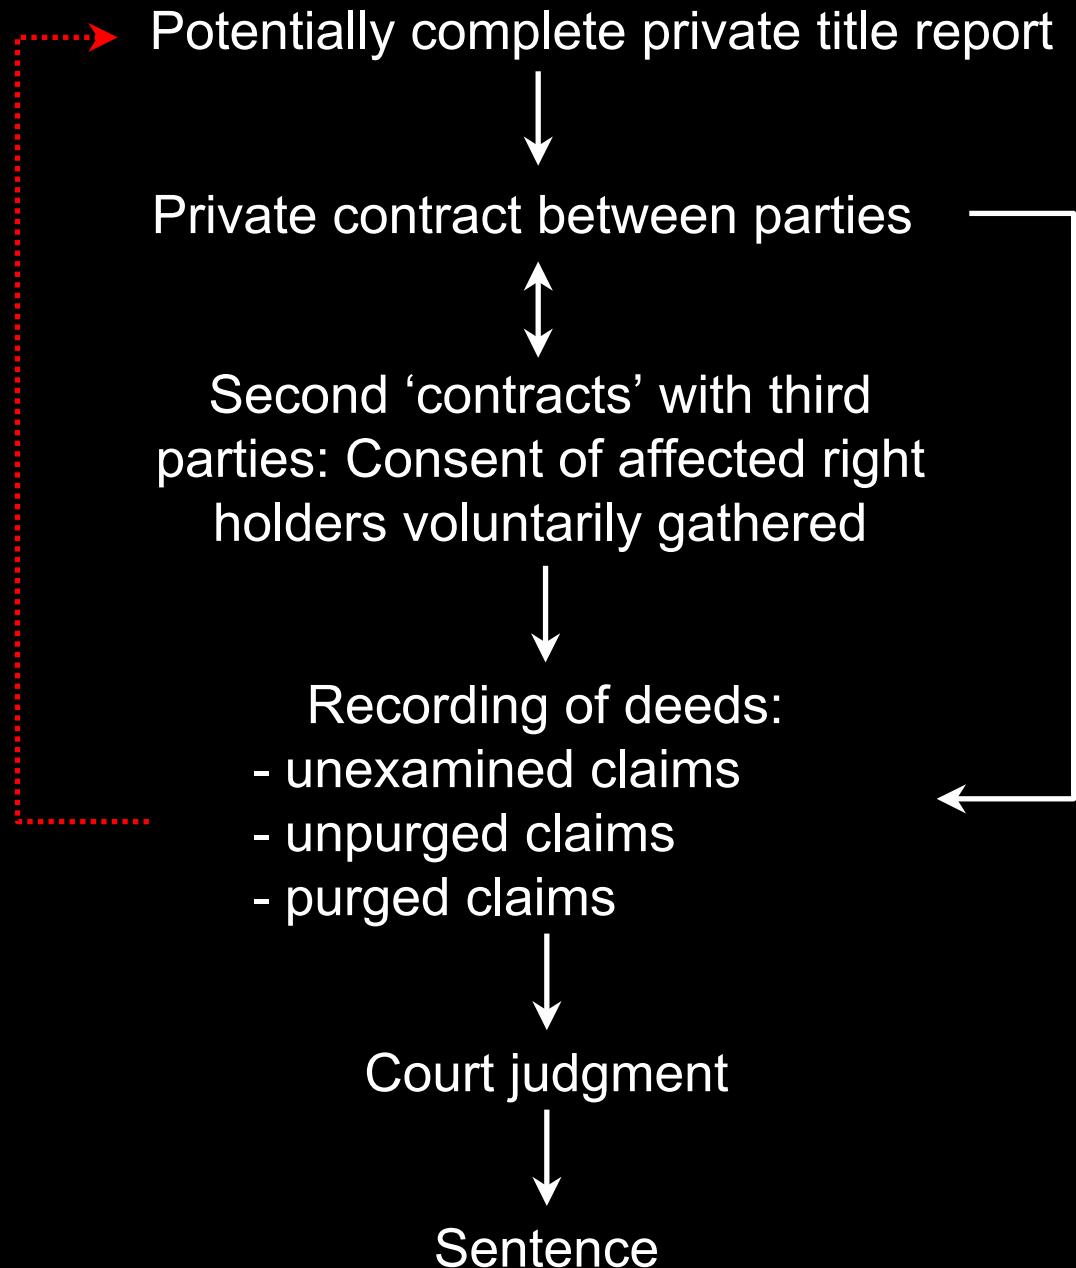 Potentially complete private title report
Private contract between parties
Second ‘contracts’ with third
parties: Consent of affected right
holders voluntarily gathered
Recording of deeds:
- unexamined claims
- unpurged claims
- purged claims
Court judgment
Sentence